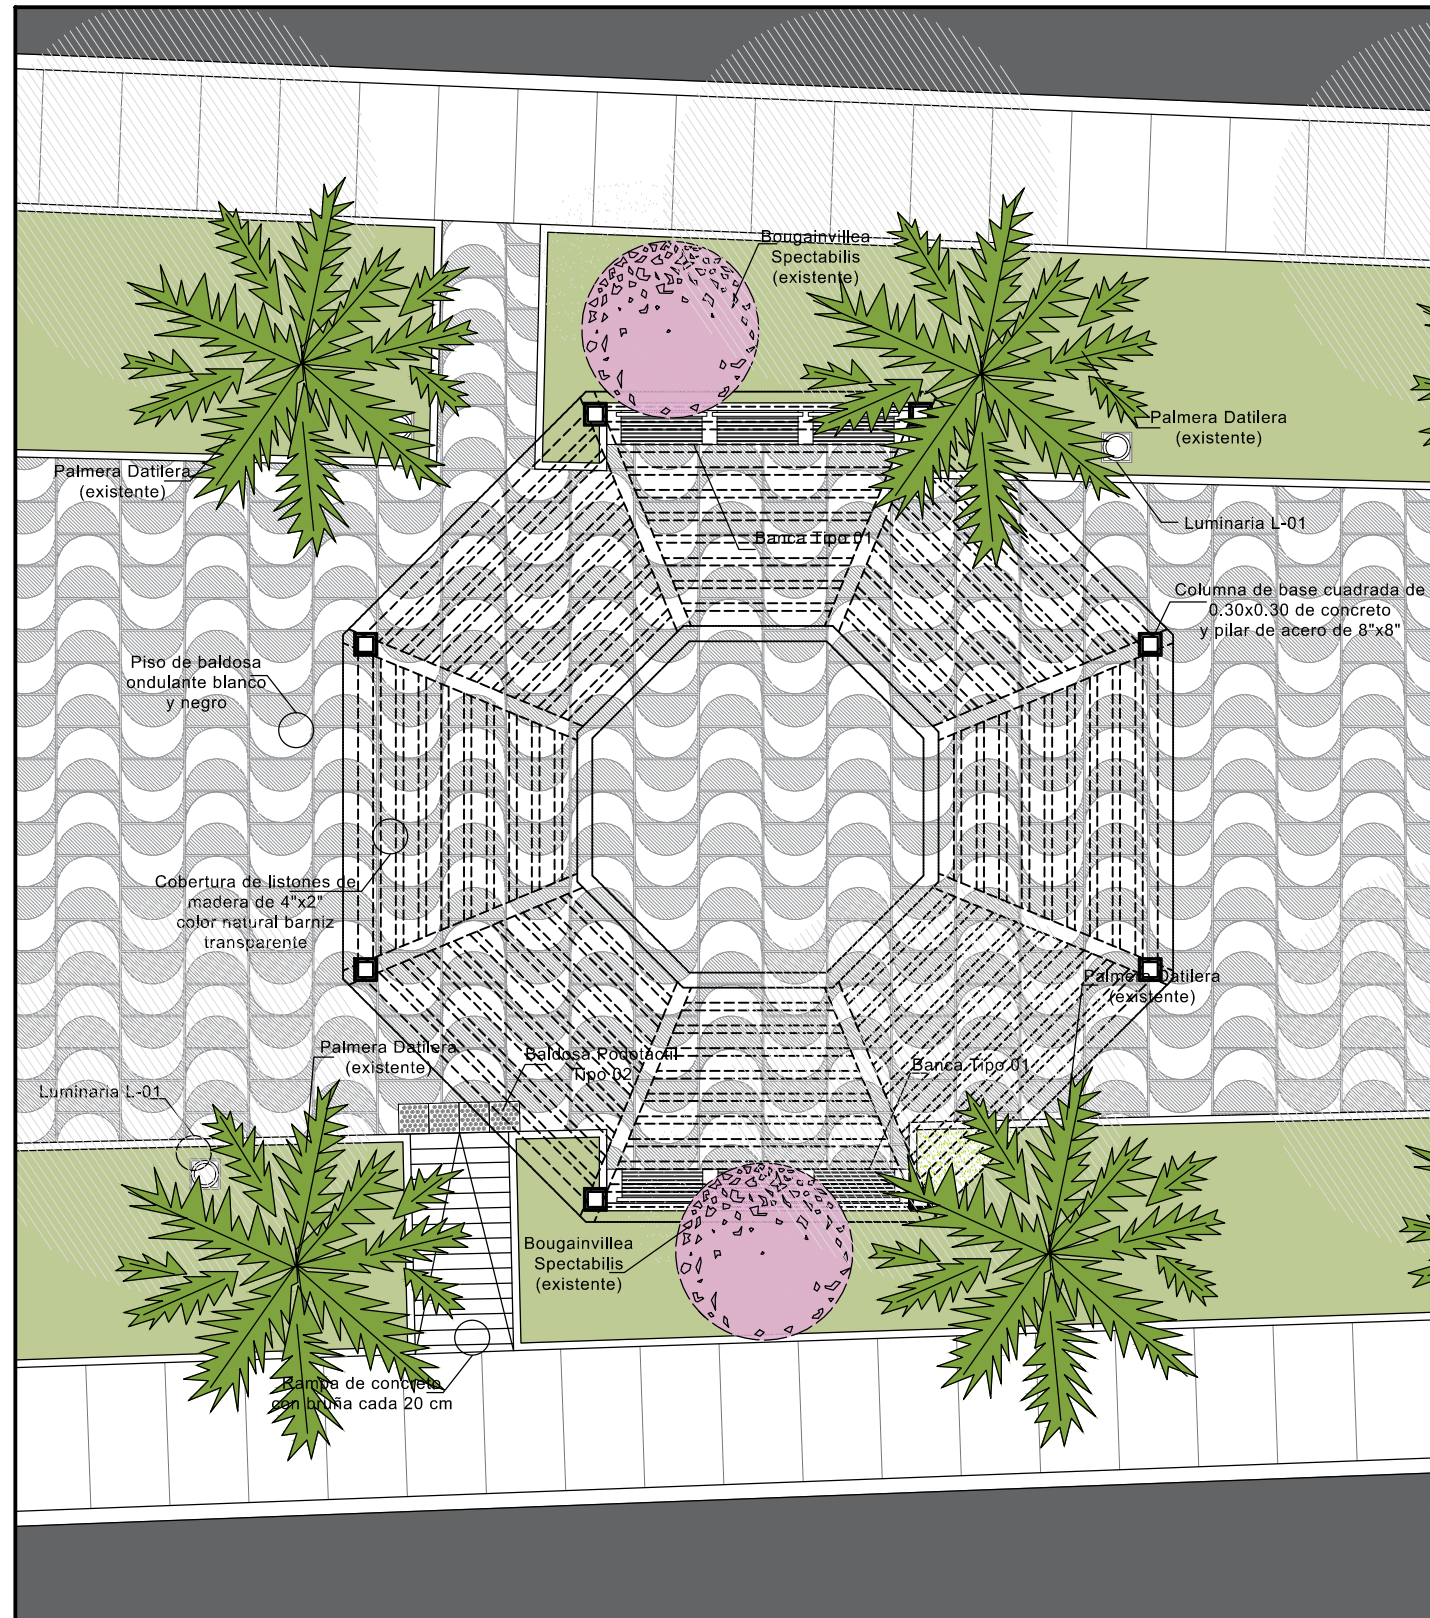 Bougainvillea
Spectabilis
(existente)
Palmera Datilera
(existente)
Palmera Datilera
(existente)
Luminaria L-01
Banca Tipo 01
Columna de base cuadrada de
0.30x0.30 de concreto
y pilar de acero de 8"x8"
Piso de baldosa
ondulante blanco
y negro
Cobertura de listones de
madera de 4"x2"
color natural barniz
transparente
Palmera Datilera
(existente)
Palmera Datilera
(existente)
Baldosa Podotáctil
Tipo 02
Banca Tipo 01
Luminaria L-01
Bougainvillea
Spectabilis
(existente)
Rampa de concreto
con bruña cada 20 cm